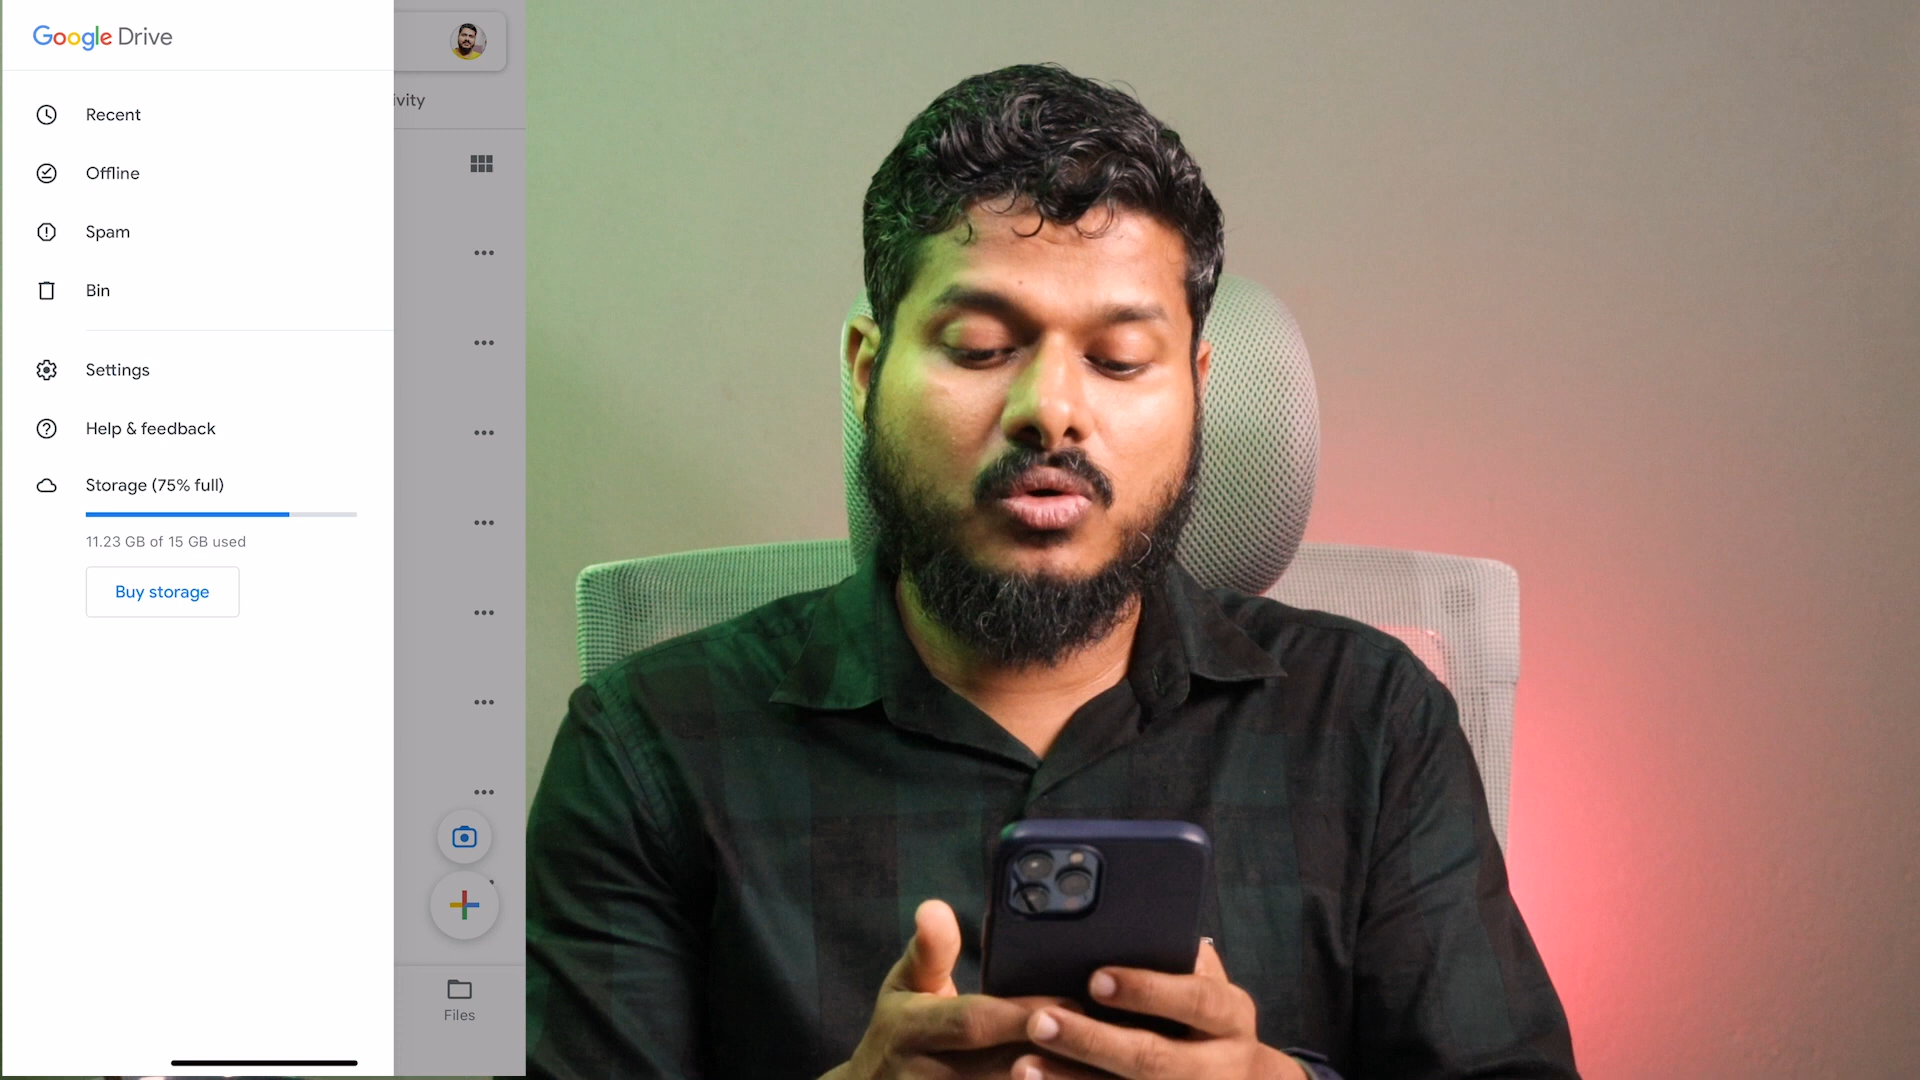 Google Drive
ivity
Recent
Offline
Spam
Bin
Settings
Help & feedback
Storage (75% full)
11.23 GB of 15 GB used
Buy storage
Files